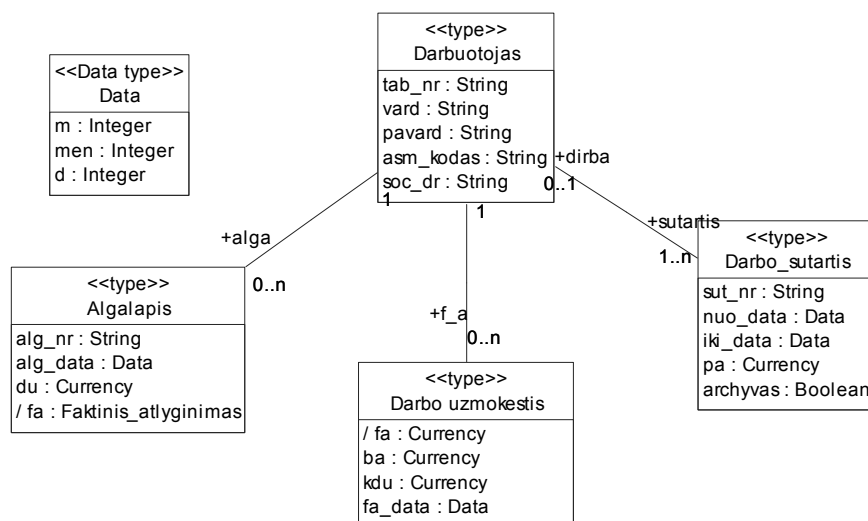 <<type>>
Darbuotojas
tab_nr : String
vard : String
pavard : String
asm_kodas : String
soc_dr : String
<<Data type>>
Data
m : Integer
men : Integer
d : Integer
+dirba
0..1
1
1
+alga
0..n
+sutartis
1..n
<<type>>
Darbo_sutartis
sut_nr : String
nuo_data : Data
iki_data : Data
pa : Currency
archyvas : Boolean
<<type>>
Algalapis
alg_nr : String
alg_data : Data
du : Currency
/ fa : Faktinis_atlyginimas
+f_a
0..n
<<type>>
Darbo uzmokestis
/ fa : Currency
ba : Currency
kdu : Currency
fa_data : Data